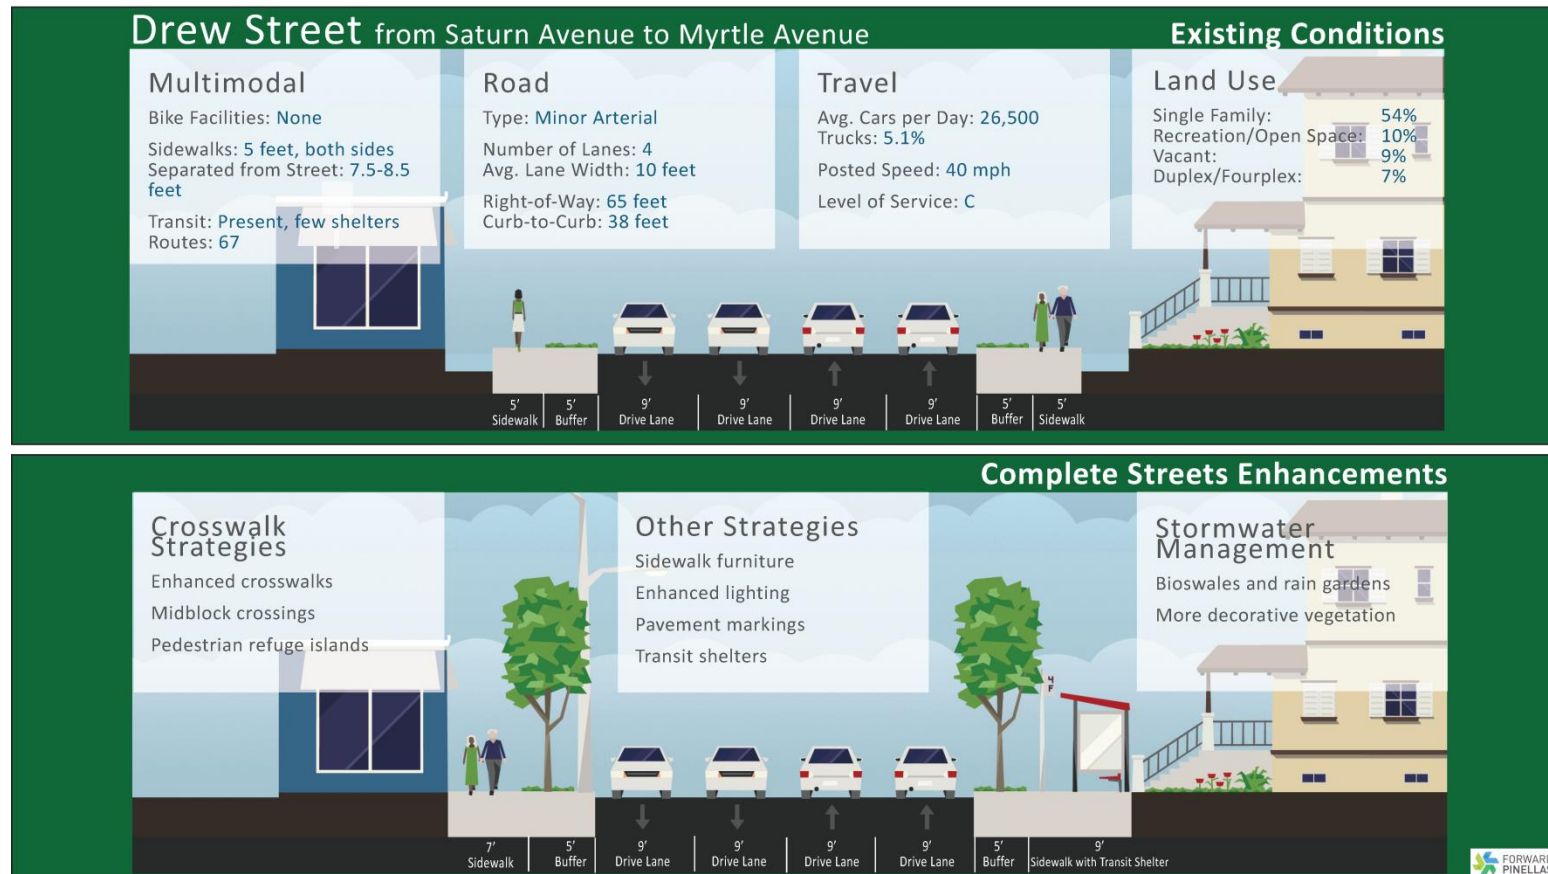 Drew Street from Saturn Avenue to Myrtle Avenue
Existing Conditions
Multimodal
Bike Facilities: None
Sidewalks: 5 feet, both sides
Separated from Street: 7.5-8.5
feet
Transit: Present, few shelters
Routes: 67
Road
Type: Minor Arterial
Number of Lanes: 4
Avg. Lane Width: 10 feet
Right-of-Way: 65 feet
Curb-to-Curb: 38 feet
Travel
Avg. Cars per Day: 26,500
Trucks: 5.1%
Posted Speed: 40 mph
Level of Service: C
Land Use
Single Family: 54%
Recreation/Open Space: 10%
Vacant: 9%
Duplex/Fourplex: 7%
5' 5' 9' 9' 9' 9' 5' 5'
Sidewalk Buffer Drive Lane Drive Lane Drive Lane Drive Lane Buffer Sidewalk
Complete Streets Enhancements
Crosswalk
Strategies
Enhanced crosswalks
Midblock crossings
Pedestrian refuge islands
Other Strategies
Sidewalk furniture
Enhanced lighting
Pavement markings
Transit shelters
Stormwater
Management
Bioswales and rain gardens
More decorative vegetation
4
F
7' 5' 9' 9' 9' 9' 5' 9'
Sidewalk Buffer Drive Lane Drive Lane Drive Lane Drive Lane Buffer Sidewalk with Transit Shelter
FORWARD
PINELLAS